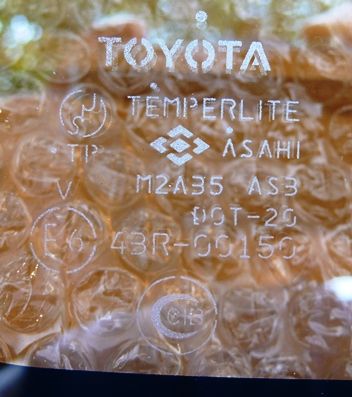 TOYOTA
TEMPERLITE
ASAHI
TP
M2A35 AS3
V
DOT-20
E6 43R-00150